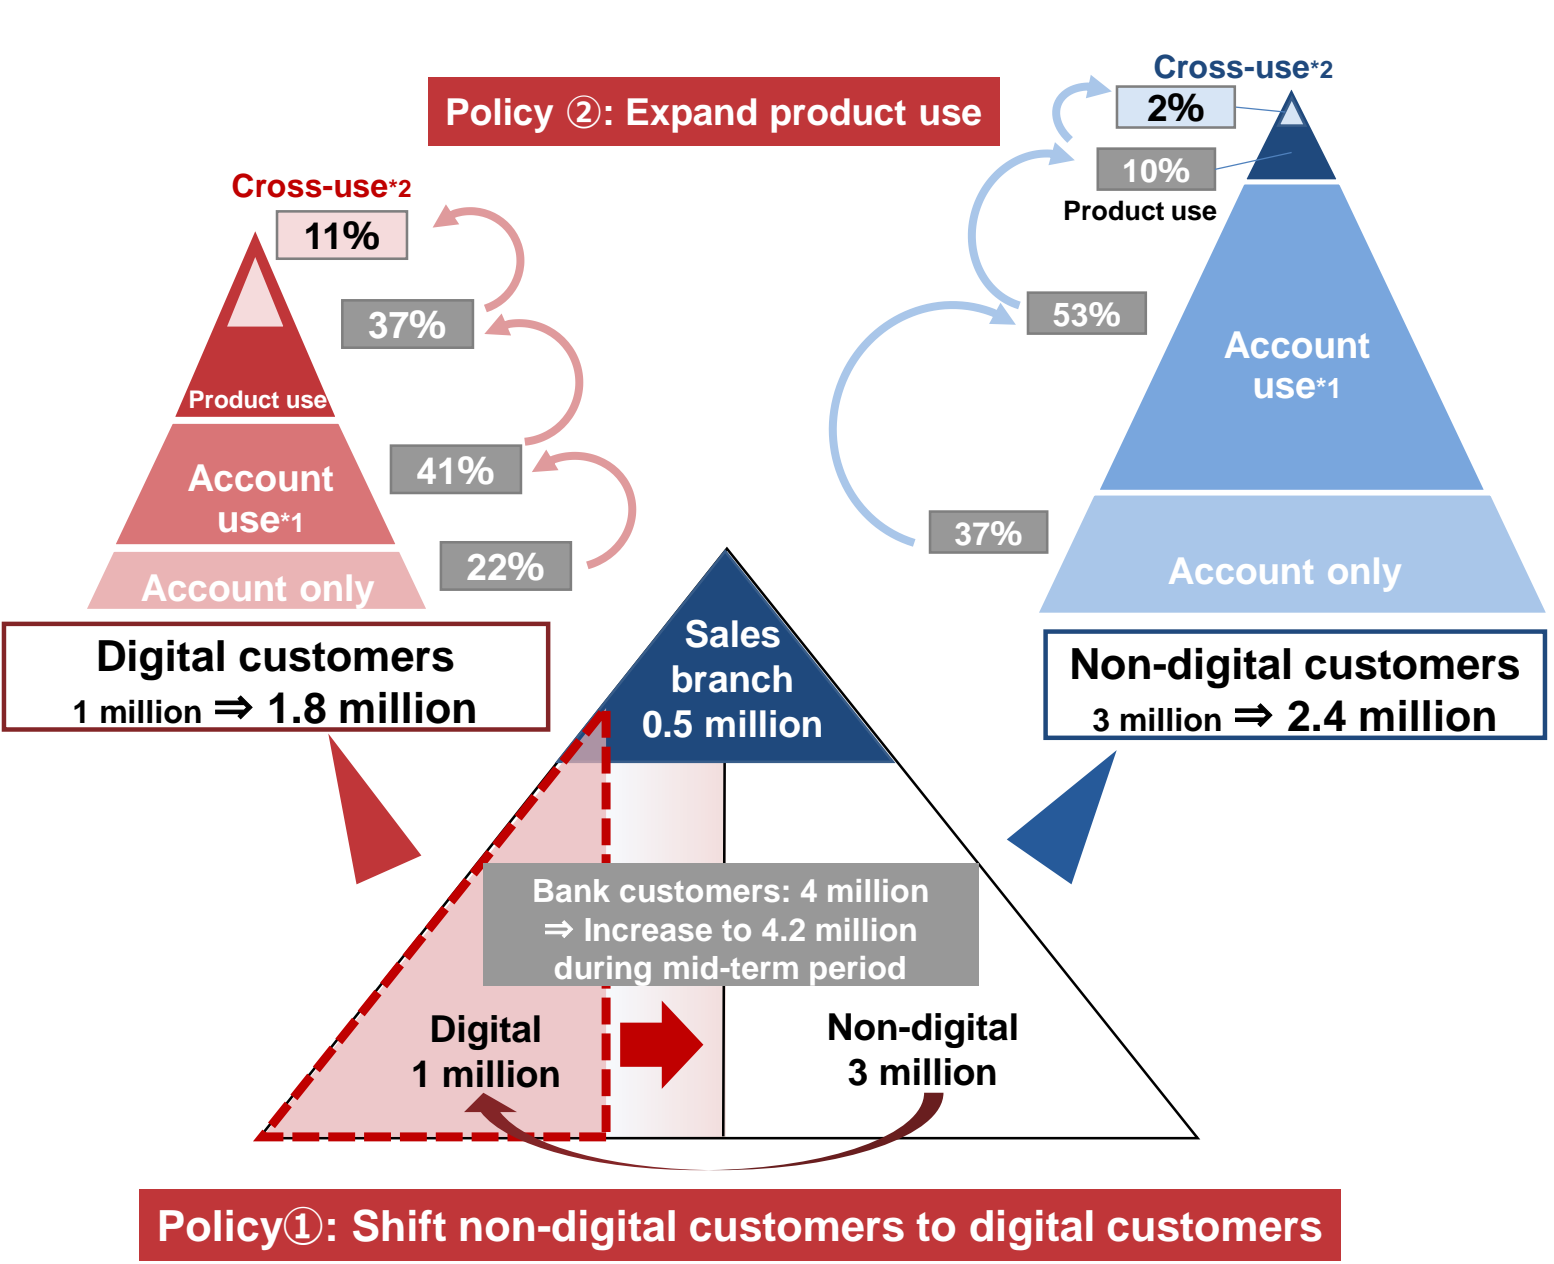 Policy ②: Expand product use
Cross-use*2
11%
37%
Product use
41%
Account
use*1
22%
Account only
Digital customers
1 million ⇒ 1.8 million
Cross-use*2
2%
10%
Product use
53%
Account
use*1
37%
Account only
Non-digital customers
3 million ⇒ 2.4 million
Sales
branch
0.5 million
Bank customers: 4 million
⇒ Increase to 4.2 million
during mid-term period
Digital
1 million
Non-digital
3 million
Policy①: Shift non-digital customers to digital customers